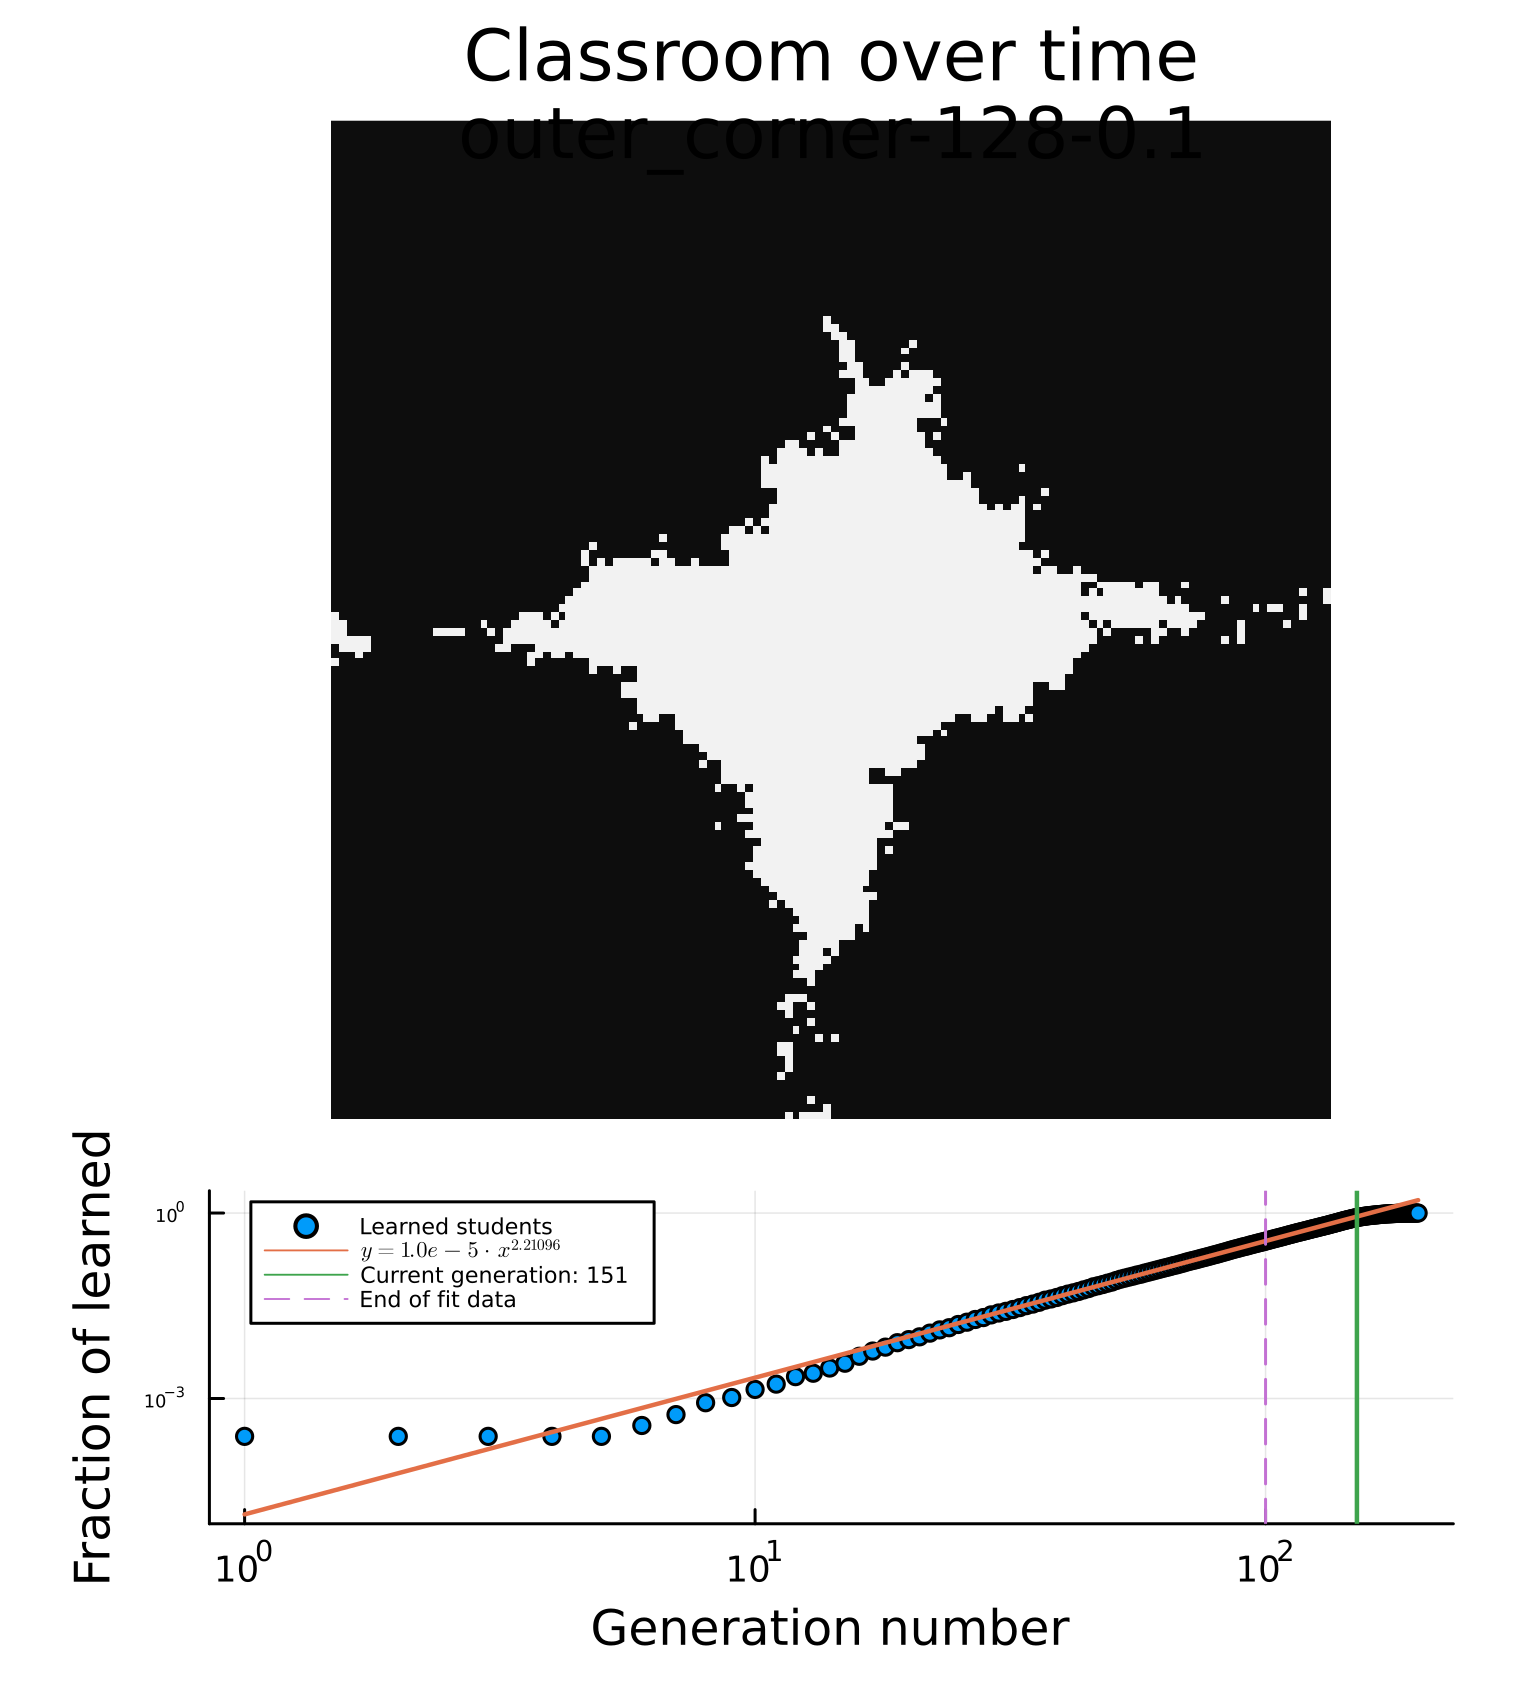 Classroom over time
outer_corner-128-0.1
Fraction of learned
10⁰
10⁻³
Learned students
y = 1.0e − 5 · x^2.21096
Current generation: 151
End of fit data
10⁰ 10¹ 10²
Generation number